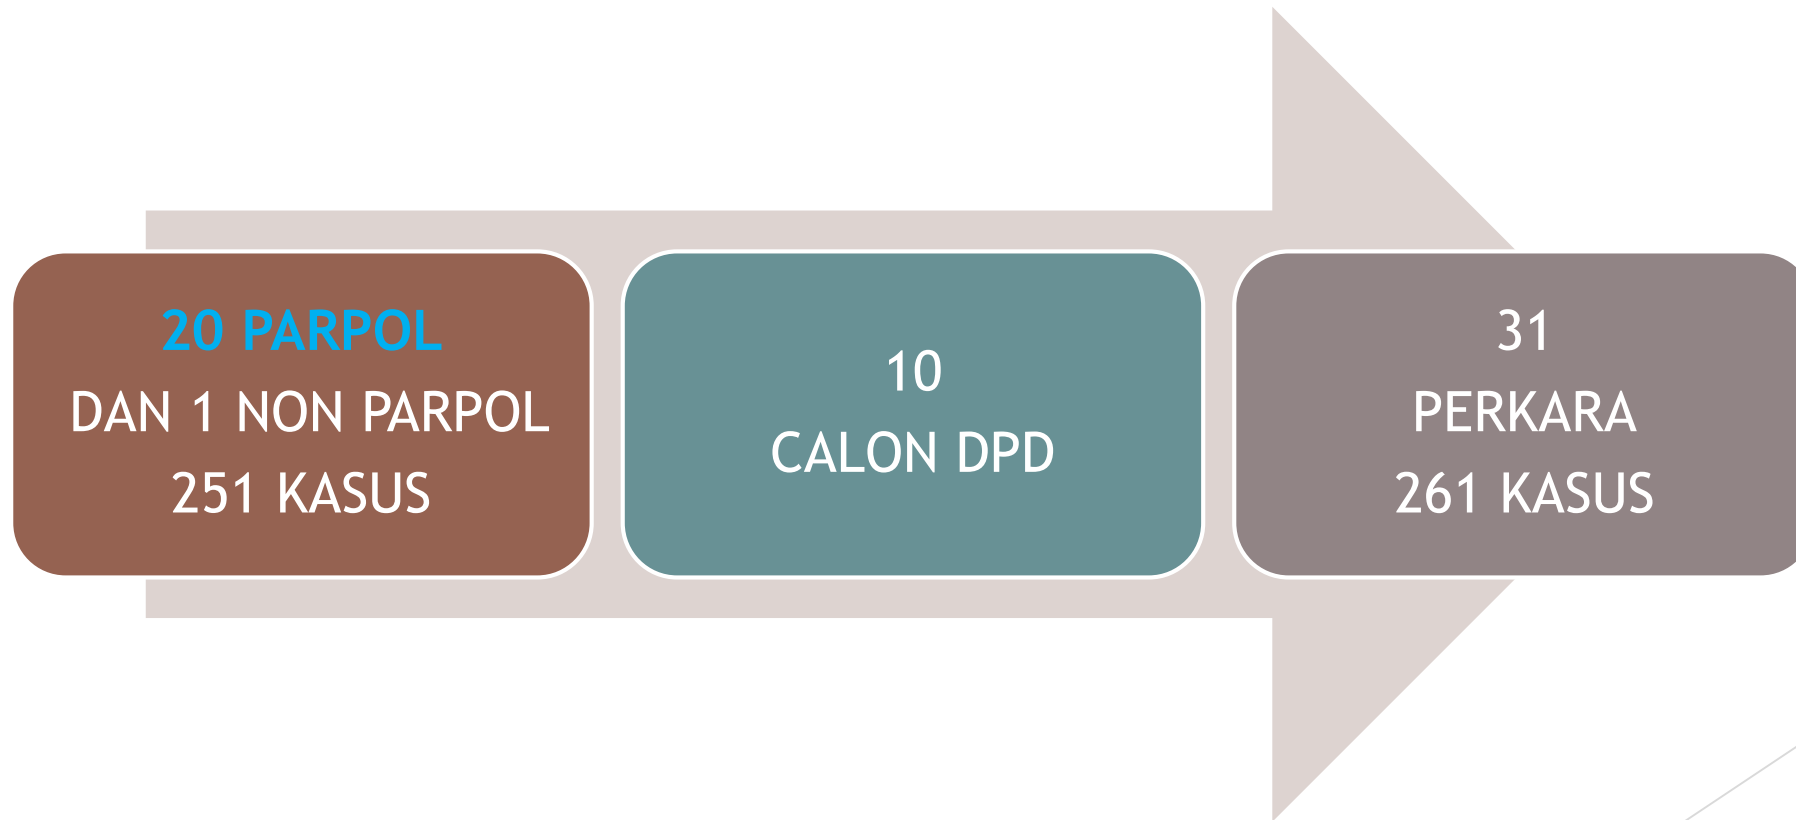 20 PARPOL
DAN 1 NON PARPOL
251 KASUS
10
CALON DPD
31
PERKARA
261 KASUS